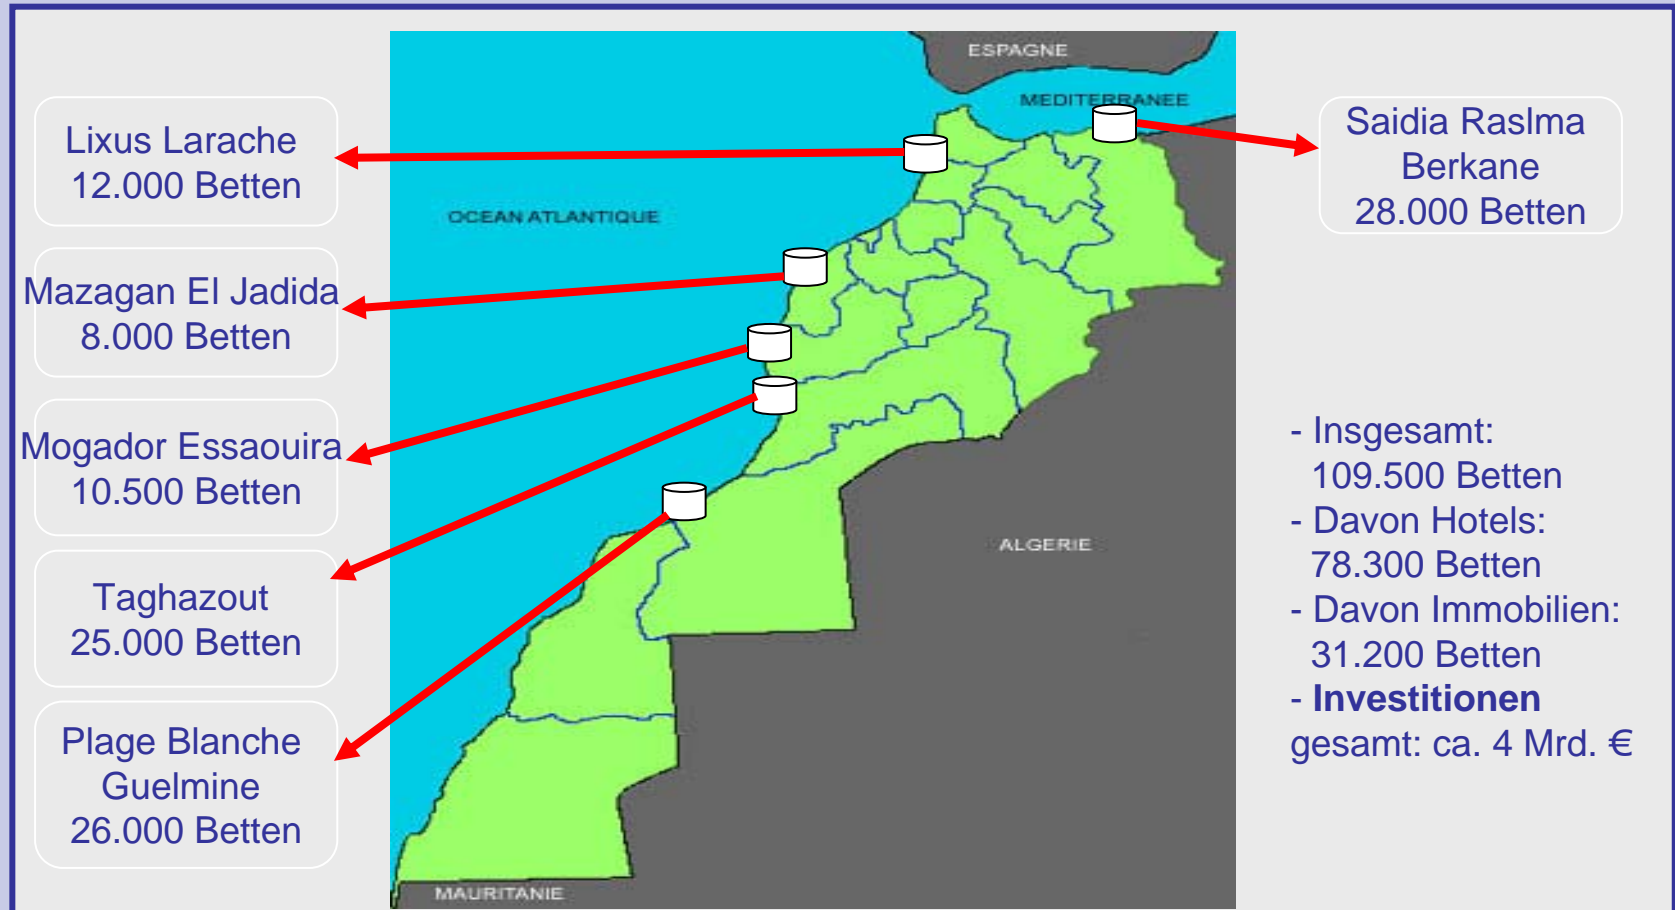 ESPAGNE
MEDITERRANEE
OCEAN ATLANTIQUE
ALGERIE
MAURITANIE
Lixus Larache
12.000 Betten
Mazagan El Jadida
8.000 Betten
Mogador Essaouira
10.500 Betten
Taghazout
25.000 Betten
Plage Blanche
Guelmine
26.000 Betten
Saidia Raslma
Berkane
28.000 Betten
- Insgesamt:
109.500 Betten
- Davon Hotels:
78.300 Betten
- Davon Immobilien:
31.200 Betten
- Investitionen
gesamt: ca. 4 Mrd. €